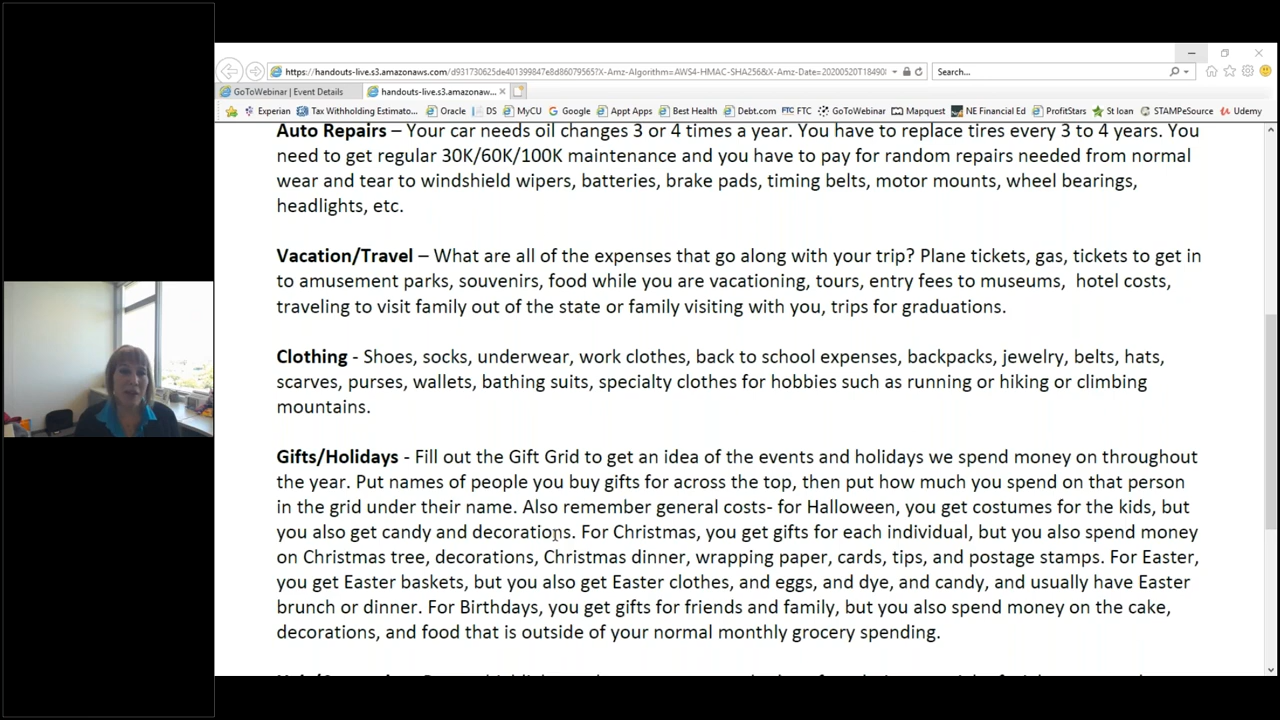 https://handouts-live.s3.amazonaws.com/d931730625de401399847e8d86079565?X-Amz-Algorithm=AWS4-HMAC-SHA256&X-Amz-Date=20200520T18490
Search...
GoToWebinar | Event Details
handouts-live.s3.amazonaw...
Experian
Tax Withholding Estimato...
Oracle
DS
MyCU
Google
Appt Apps
Best Health
Debt.com
FTC FTC
GoToWebinar
Mapquest
NE Financial Ed
ProfitStars
St loan
STAMPeSource
Udemy
Auto Repairs – Your car needs oil changes 3 or 4 times a year. You have to replace tires every 3 to 4 years. You
need to get regular 30K/60K/100K maintenance and you have to pay for random repairs needed from normal
wear and tear to windshield wipers, batteries, brake pads, timing belts, motor mounts, wheel bearings,
headlights, etc.
Vacation/Travel – What are all of the expenses that go along with your trip? Plane tickets, gas, tickets to get in
to amusement parks, souvenirs, food while you are vacationing, tours, entry fees to museums, hotel costs,
traveling to visit family out of the state or family visiting with you, trips for graduations.
Clothing - Shoes, socks, underwear, work clothes, back to school expenses, backpacks, jewelry, belts, hats,
scarves, purses, wallets, bathing suits, specialty clothes for hobbies such as running or hiking or climbing
mountains.
Gifts/Holidays - Fill out the Gift Grid to get an idea of the events and holidays we spend money on throughout
the year. Put names of people you buy gifts for across the top, then put how much you spend on that person
in the grid under their name. Also remember general costs- for Halloween, you get costumes for the kids, but
you also get candy and decorations. For Christmas, you get gifts for each individual, but you also spend money
on Christmas tree, decorations, Christmas dinner, wrapping paper, cards, tips, and postage stamps. For Easter,
you get Easter baskets, but you also get Easter clothes, and eggs, and dye, and candy, and usually have Easter
brunch or dinner. For Birthdays, you get gifts for friends and family, but you also spend money on the cake,
decorations, and food that is outside of your normal monthly grocery spending.